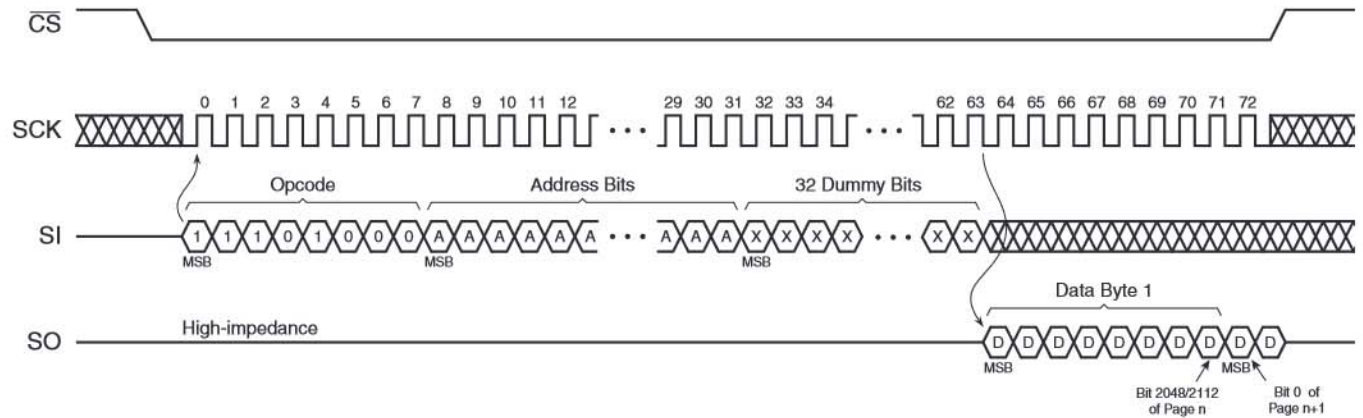 CS
0 1 2 3 4 5 6 7 8 9 10 11 12 29 30 31 32 33 34 62 63 64 65 66 67 68 69 70 71 72
SCK
Opcode Address Bits 32 Dummy Bits
SI 1 1 1 0 1 0 0 0 A A A A A A A A A X X X X X X
MSB MSB MSB
Data Byte 1
High-impedance
SO D D D D D D D D D D
MSB MSB
Bit 2048/2112 Bit 0 of
of Page n Page n+1